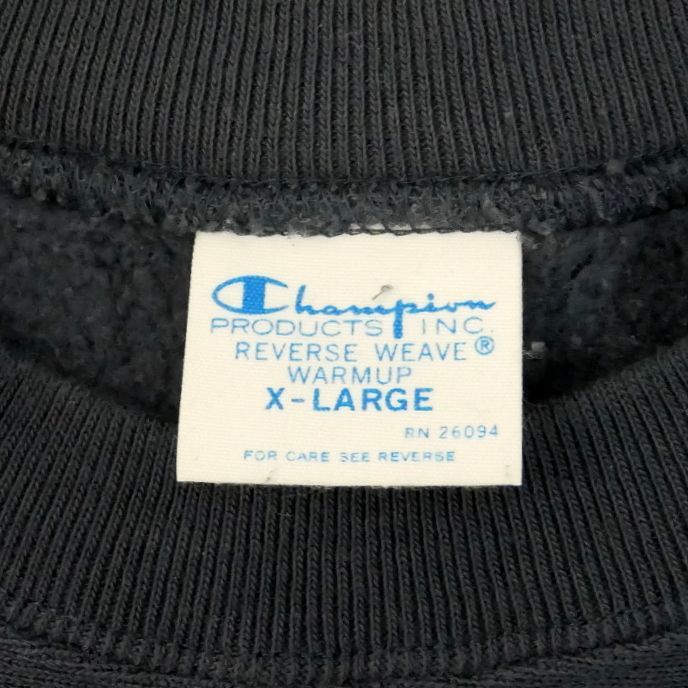 Champion
PRODUCTS INC.
REVERSE WEAVE®
WARMUP
X-LARGE
RN 26094
FOR CARE SEE REVERSE